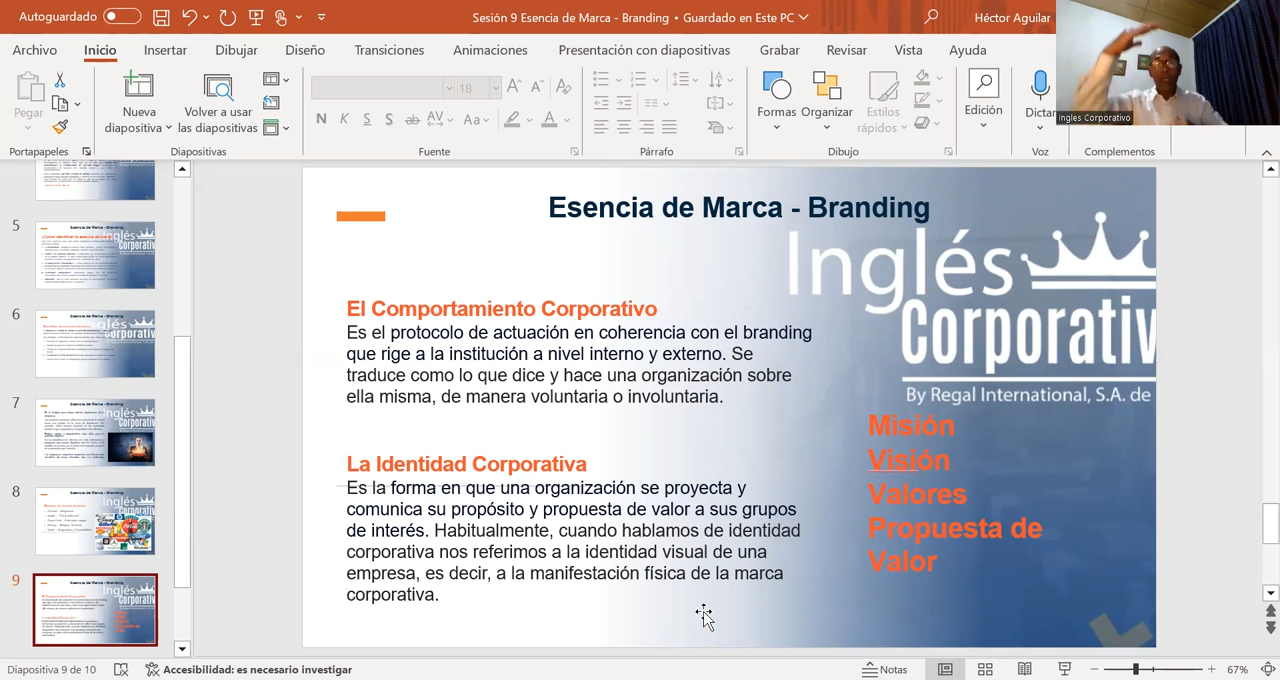 Autoguardado
Sesión 9 Esencia de Marca - Branding • Guardado en Este PC
Héctor Aguilar
Archivo Inicio Insertar Dibujar Diseño Transiciones Animaciones Presentación con diapositivas Grabar Revisar Vista Ayuda
Pegar
Nueva
diapositiva
Volver a usar
las diapositivas
18
N K S S ab AV Aa A
Formas
Organizar
Estilos
rápidos
Edición
Dictar
Ingles Corporativo
Portapapeles
Diapositivas
Fuente
Párrafo
Dibujo
Voz
Complementos
5
6
7
8
9
Esencia de Marca - Branding
Inglés
Corporativ
By Regal International, S.A. de
El Comportamiento Corporativo
Es el protocolo de actuación en coherencia con el branding
que rige a la institución a nivel interno y externo. Se
traduce como lo que dice y hace una organización sobre
ella misma, de manera voluntaria o involuntaria.
La Identidad Corporativa
Es la forma en que una organización se proyecta y
comunica su propósito y propuesta de valor a sus grupos
de interés. Habitualmente, cuando hablamos de identidad
corporativa nos referimos a la identidad visual de una
empresa, es decir, a la manifestación física de la marca
corporativa.
Misión
Visión
Valores
Propuesta de
Valor
Diapositiva 9 de 10
Accesibilidad: es necesario investigar
Notas
67%